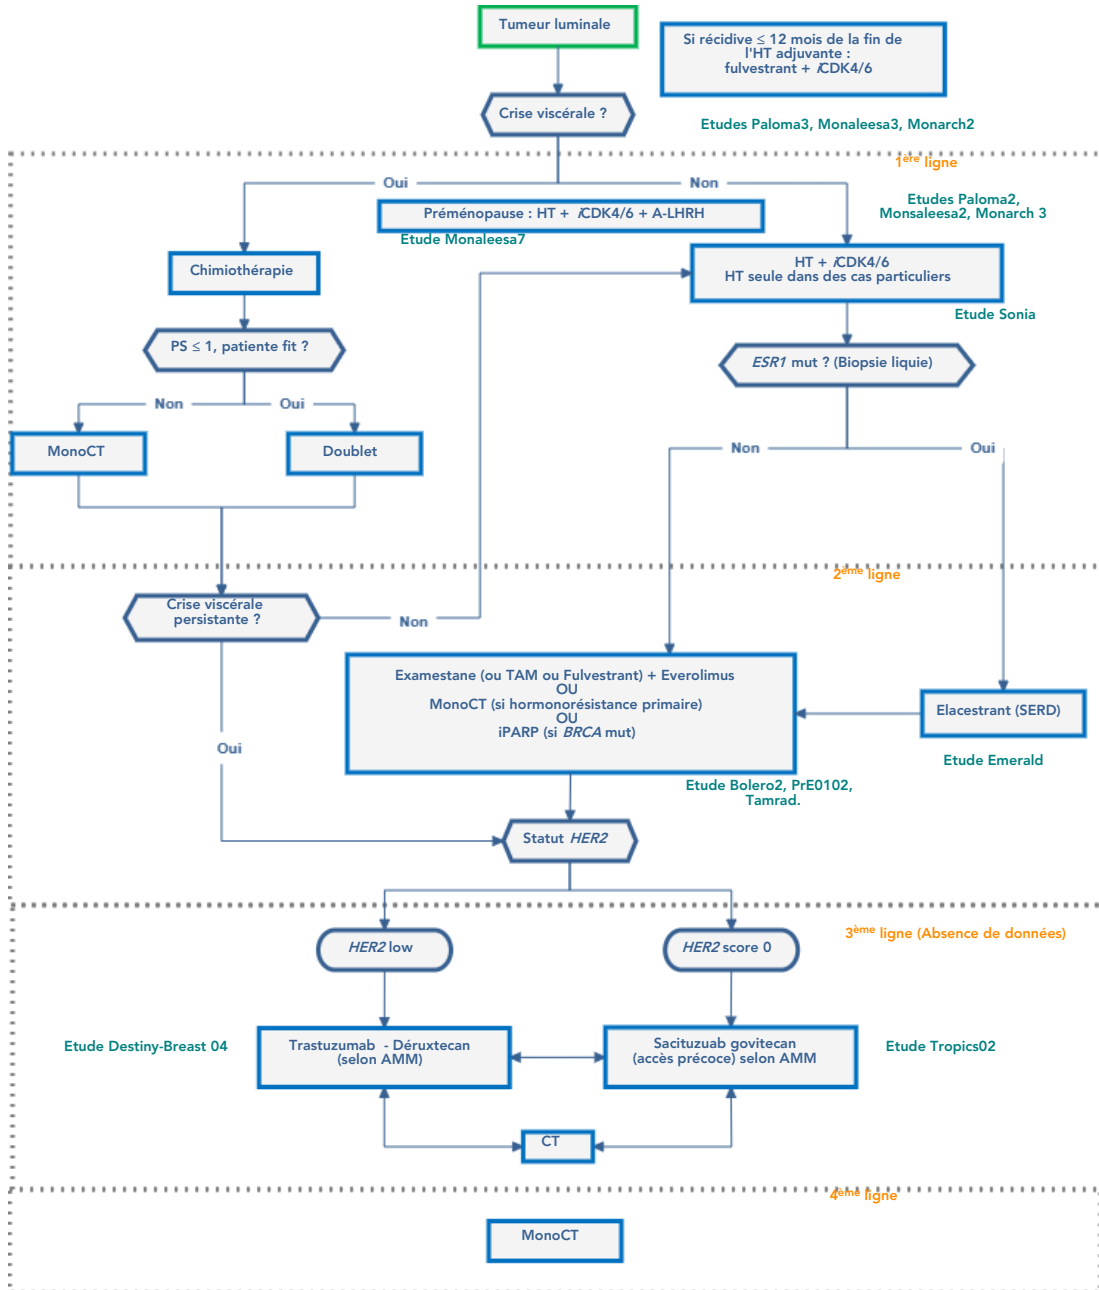 Tumeur luminale
Si récidive ≤ 12 mois de la fin de
l'HT adjuvante :
fulvestrant + iCDK4/6
Crise viscérale ?
Etudes Paloma3, Monaleesa3, Monarch2
1ère ligne
Oui
Non
Etudes Paloma2,
Monsaleesa2, Monarch 3
Préménopause : HT + iCDK4/6 + A-LHRH
Etude Monaleesa7
Chimiothérapie
HT + iCDK4/6
HT seule dans des cas particuliers
Etude Sonia
PS ≤ 1, patiente fit ?
ESR1 mut ? (Biopsie liquie)
Non
Oui
MonoCT
Doublet
Non
Oui
2ème ligne
Crise viscérale
persistante ?
Non
Examestane (ou TAM ou Fulvestrant) + Everolimus
OU
MonoCT (si hormonorésistance primaire)
OU
iPARP (si BRCA mut)
Elacestrant (SERD)
Oui
Etude Emerald
Etude Bolero2, PrE0102,
Tamrad.
Statut HER2
3ème ligne (Absence de données)
HER2 low
HER2 score 0
Etude Destiny-Breast 04
Trastuzumab - Déruxtecan
(selon AMM)
Sacituzuab govitecan
(accès précoce) selon AMM
Etude Tropics02
CT
4ème ligne
MonoCT